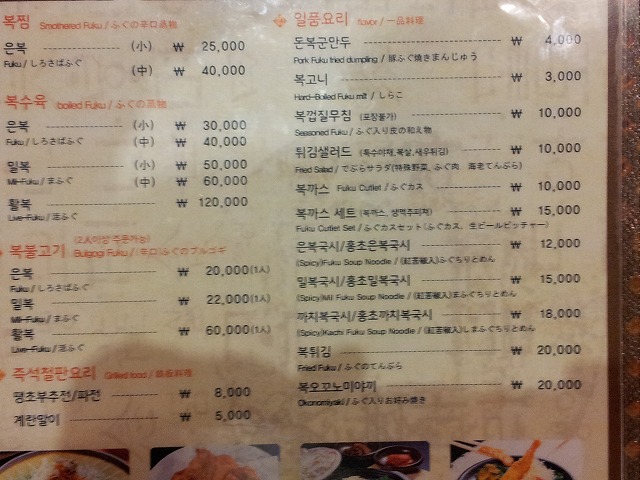 복찜 Smothered Fuku / ふぐの辛口蒸物
은복 (小) ₩ 25,000
Fuku / しろさばふぐ
(中) ₩ 40,000
복수육 boiled Fuku / ふぐの蒸物
은복 (小) ₩ 30,000
Fuku / しろさばふぐ (中) ₩ 40,000
밀복 (小) ₩ 50,000
Mil-Fuku / まふぐ (中) ₩ 60,000
활복 ₩ 120,000
Live-Fuku / 活ふぐ
(2人이상 주문가능)
복불고기 Bulgogi Fuku / (辛口)ふぐのプルゴギ
은복 ₩ 20,000(1人)
Fuku / しろさばふぐ
밀복 ₩ 22,000(1人)
Mil-Fuku / まふぐ
활복 ₩ 60,000(1人)
Live-Fuku / 活ふぐ
즉석철판요리 Grilled food / 鉄板料理
땡초부추전/파전 ₩ 8,000
계란말이 ₩ 5,000
일품요리 flavor / 一品料理
돈복군만두 ₩ 4,000
Pork Fuku fried dumpling / 豚ふぐ焼きまんじゅう
복고니 ₩ 3,000
Hard-Boiled Fuku milt / しらこ
복껍질무침 (포장불가) ₩ 10,000
Seasoned Fuku / ふぐ入り皮の和え物
튀김샐러드 (특수야채, 복살, 새우튀김) ₩ 10,000
Fried Salad / でぷらサラダ(特殊野菜, ふぐ肉, 海老てんぷら)
복까스 Fuku Cutlet / ふぐカス ₩ 10,000
복까스 세트 (복까스, 생맥주피처) ₩ 15,000
Fuku Cutlet Set / ふぐカスセット (ふぐカス, 生ビールピッチャー)
은복국시/홍초은복국시 ₩ 12,000
(Spicy)Fuku Soup Noodle / (紅苦椒入)ふぐちりとめん
밀복국시/홍초밀복국시 ₩ 15,000
(Spicy)Mil Fuku Soup Noodle / (紅苦椒入)まふぐちりとめん
까치복국시/홍초까치복국시 ₩ 18,000
(Spicy)Kachi Fuku Soup Noodle / (紅苦椒入)しまふぐちりとめん
복튀김 ₩ 20,000
Fried Fuku / ふぐのてんぷら
복오꼬노미야끼 ₩ 20,000
Okonomiyaki / ふぐ入りお好み焼き